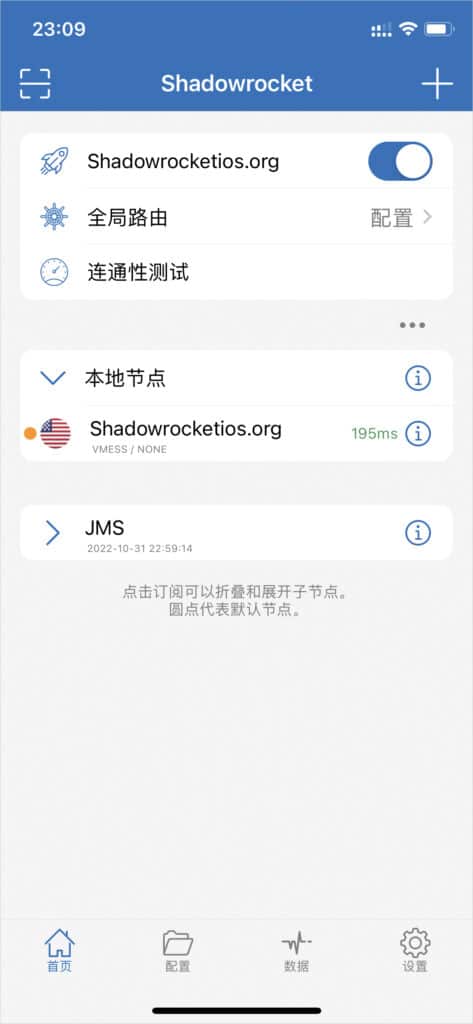 23:09
Shadowrocket
Shadowrocketios.org
全局路由 配置
连通性测试
本地节点
Shadowrocketios.org 195ms
VMESS / NONE
JMS
2022-10-31 22:59:14
点击订阅可以折叠和展开子节点。
圆点代表默认节点。
首页 配置 数据 设置